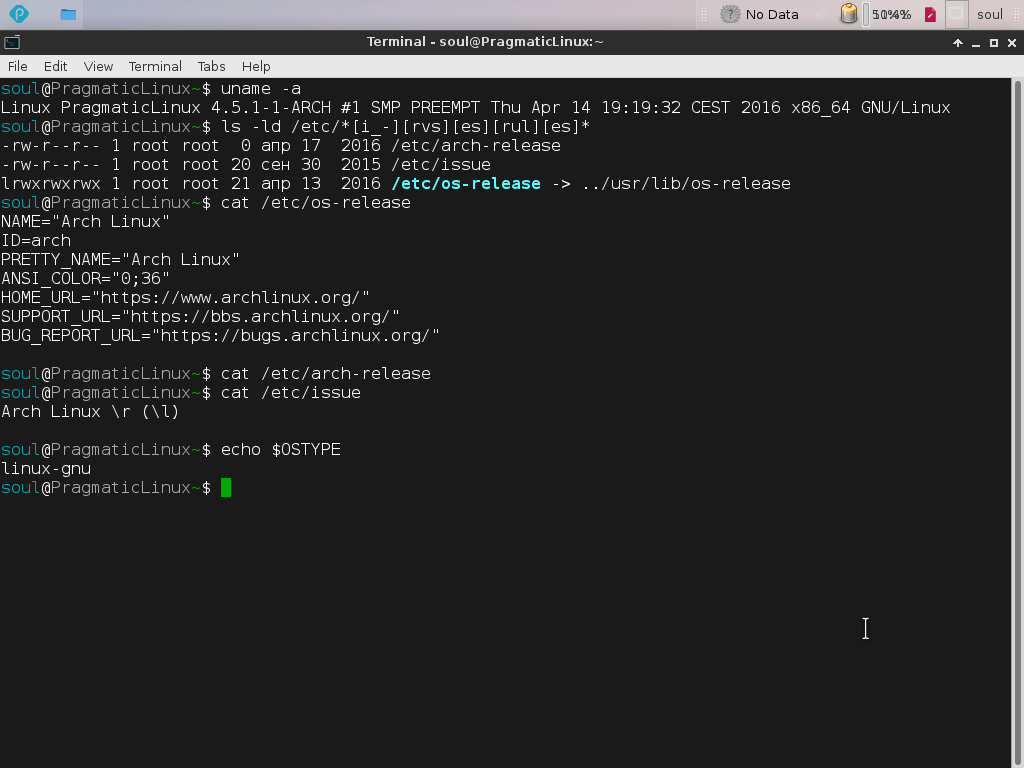 No Data
soul
Terminal - soul@PragmaticLinux:~
File Edit View Terminal Tabs Help
soul@PragmaticLinux~$ uname -a
Linux PragmaticLinux 4.5.1-1-ARCH #1 SMP PREEMPT Thu Apr 14 19:19:32 CEST 2016 x86_64 GNU/Linux
soul@PragmaticLinux~$ ls -ld /etc/*[i_-][rvs][es][rul][es]*
-rw-r--r-- 1 root root  0 апр 17  2016 /etc/arch-release
-rw-r--r-- 1 root root 20 сен 30  2015 /etc/issue
lrwxrwxrwx 1 root root 21 апр 13  2016 /etc/os-release -> ../usr/lib/os-release
soul@PragmaticLinux~$ cat /etc/os-release
NAME="Arch Linux"
ID=arch
PRETTY_NAME="Arch Linux"
ANSI_COLOR="0;36"
HOME_URL="https://www.archlinux.org/"
SUPPORT_URL="https://bbs.archlinux.org/"
BUG_REPORT_URL="https://bugs.archlinux.org/"
soul@PragmaticLinux~$ cat /etc/arch-release
soul@PragmaticLinux~$ cat /etc/issue
Arch Linux \r (\l)
soul@PragmaticLinux~$ echo $OSTYPE
linux-gnu
soul@PragmaticLinux~$